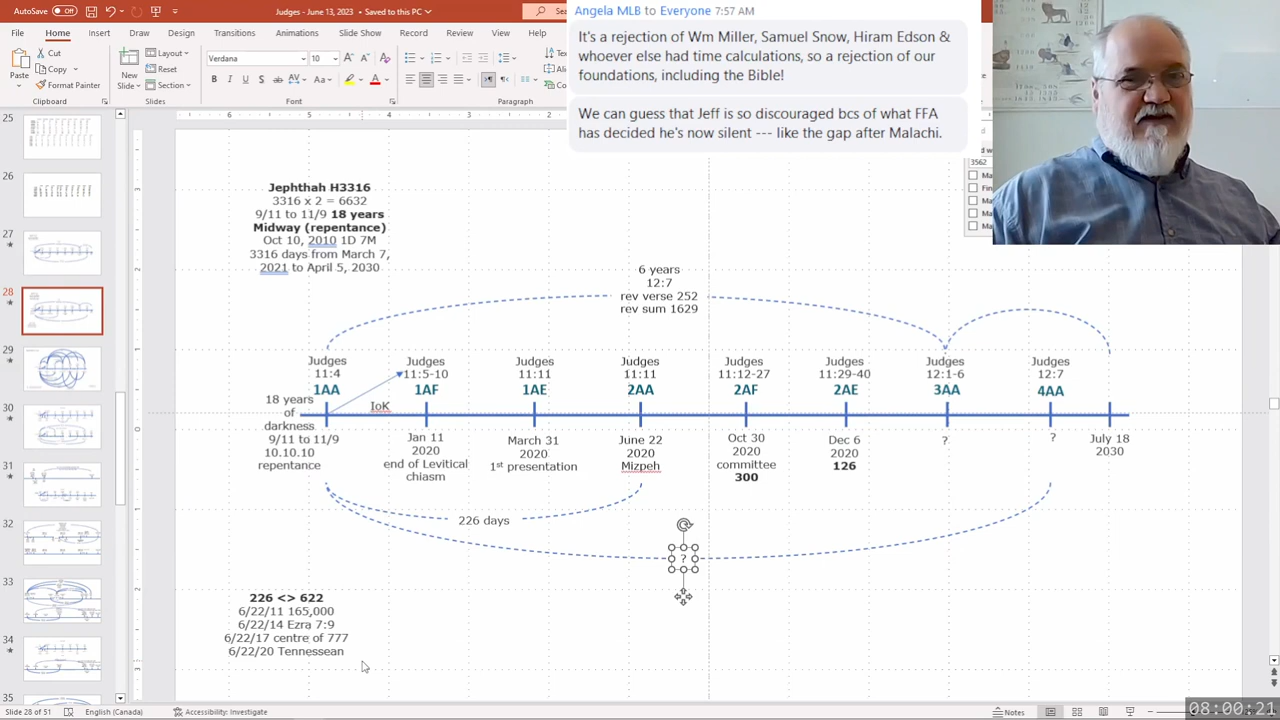 AutoSave Off
Judges - June 13, 2023 • Saved to this PC
Sea
File Home Insert Draw Design Transitions Animations Slide Show Record Review View Help
Paste
Cut
Copy
Format Painter
Clipboard
New
Slide
Layout
Reset
Section
Slides
Verdana 10
Font
Paragraph
Angela MLB to Everyone 7:57 AM
It's a rejection of Wm Miller, Samuel Snow, Hiram Edson &
whoever else had time calculations, so a rejection of our
foundations, including the Bible!
We can guess that Jeff is so discouraged bcs of what FFA
has decided he's now silent --- like the gap after Malachi.
3562
25
26
27
28
29
30
31
32
33
34
35
Jephthah H3316
3316 x 2 = 6632
9/11 to 11/9 18 years
Midway (repentance)
Oct 10, 2010 1D 7M
3316 days from March 7,
2021 to April 5, 2030
6 years
12:7
rev verse 252
rev sum 1629
Judges
11:4
1AA
Judges
11:5-10
1AF
Judges
11:11
1AE
Judges
11:11
2AA
Judges
11:12-27
2AF
Judges
11:29-40
2AE
Judges
12:1-6
3AA
Judges
12:7
4AA
IoK
18 years
of
darkness
9/11 to 11/9
10.10.10
repentance
Jan 11
2020
end of Levitical
chiasm
March 31
2020
1st presentation
June 22
2020
Mizpeh
Oct 30
2020
committee
300
Dec 6
2020
126
?
?
July 18
2030
226 days
?
226 <> 622
6/22/11 165,000
6/22/14 Ezra 7:9
6/22/17 centre of 777
6/22/20 Tennessean
Slide 28 of 51 English (Canada) Accessibility: Investigate Notes
08:00:21